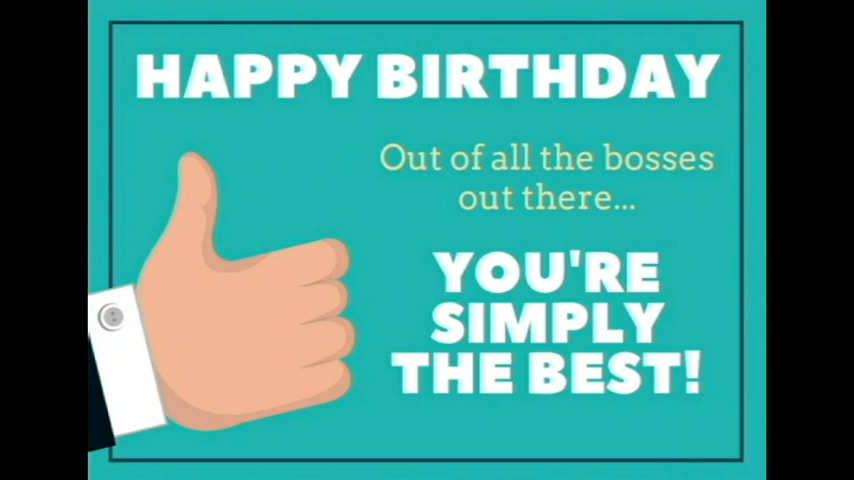 HAPPY BIRTHDAY
Out of all the bosses
out there...
YOU'RE
SIMPLY
THE BEST!